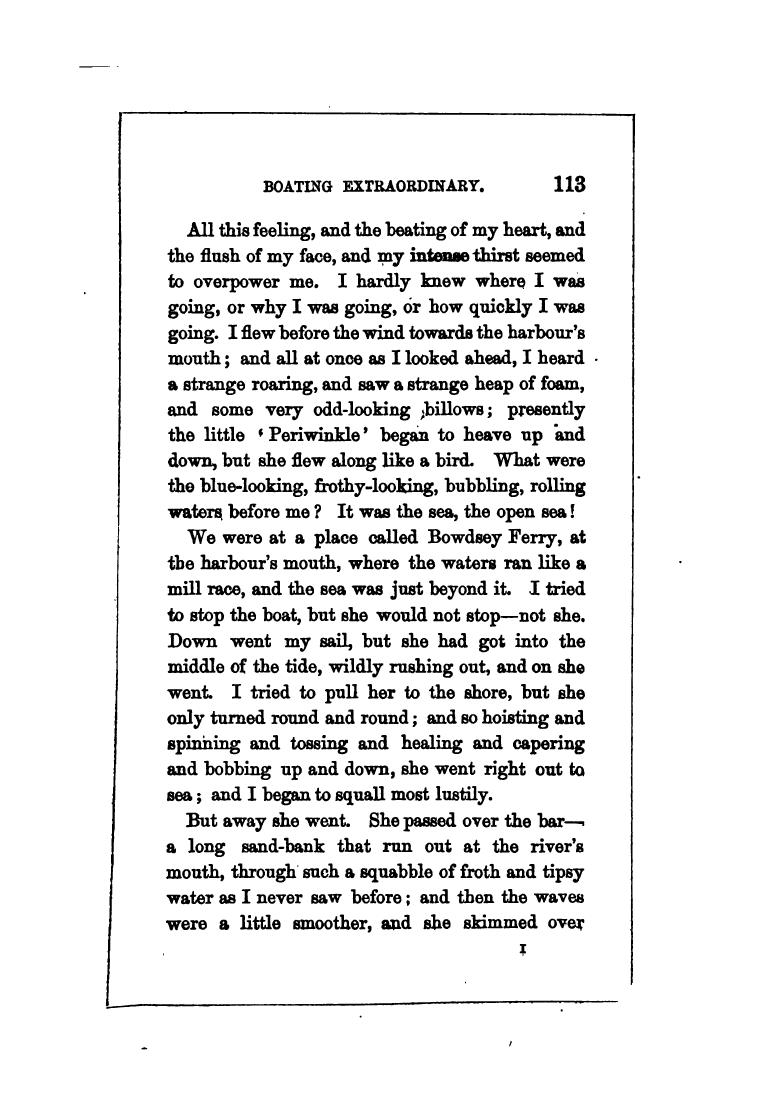 BOATING EXTRAORDINARY. 113
All this feeling, and the beating of my heart, and
the flush of my face, and my intense thirst seemed
to overpower me. I hardly knew where I was
going, or why I was going, or how quickly I was
going. I flew before the wind towards the harbour's
mouth; and all at once as I looked ahead, I heard
a strange roaring, and saw a strange heap of foam,
and some very odd-looking billows; presently
the little 'Periwinkle' began to heave up and
down, but she flew along like a bird. What were
the blue-looking, frothy-looking, bubbling, rolling
waters before me? It was the sea, the open sea!
We were at a place called Bowdsey Ferry, at
the harbour's mouth, where the waters ran like a
mill race, and the sea was just beyond it. I tried
to stop the boat, but she would not stop—not she.
Down went my sail, but she had got into the
middle of the tide, wildly rushing out, and on she
went. I tried to pull her to the shore, but she
only turned round and round; and so hoisting and
spinning and tossing and healing and capering
and bobbing up and down, she went right out to
sea; and I began to squall most lustily.
But away she went. She passed over the bar—
a long sand-bank that run out at the river's
mouth, through such a squabble of froth and tipsy
water as I never saw before; and then the waves
were a little smoother, and she skimmed over
I